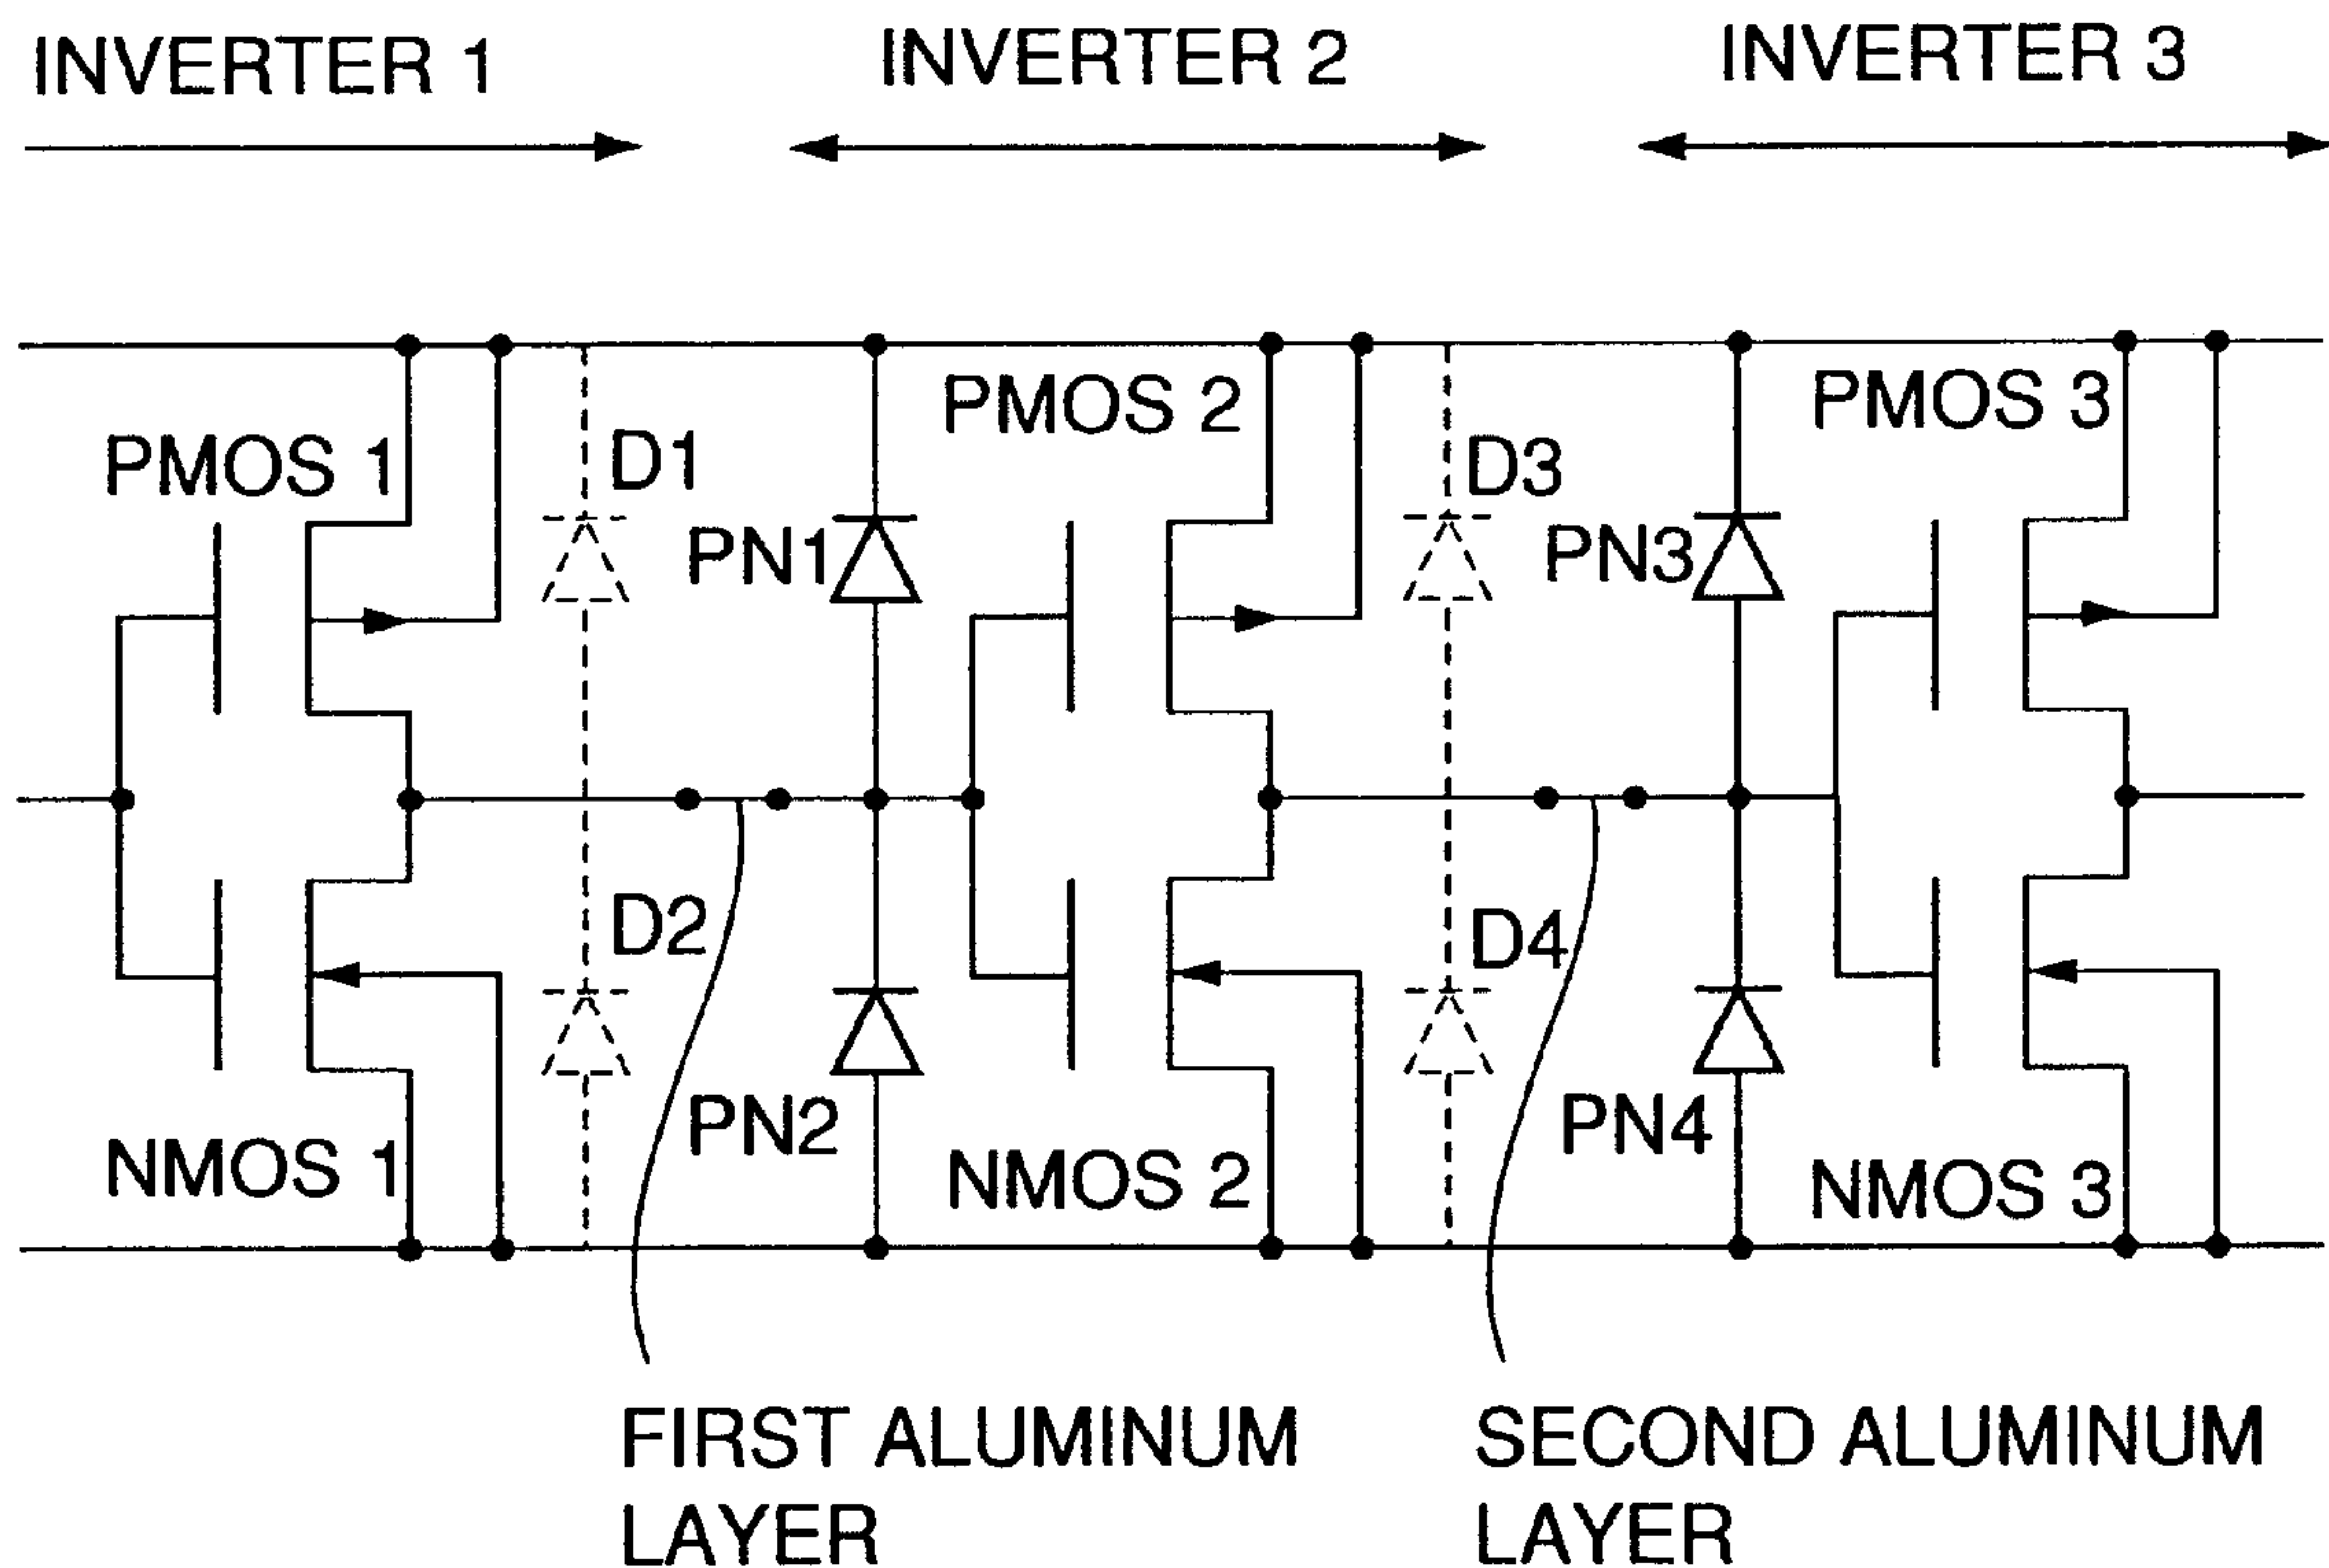 INVERTER 1
INVERTER 2
INVERTER 3
PMOS 1
D1
PN1
PMOS 2
D3
PN3
PMOS 3
NMOS 1
D2
PN2
NMOS 2
D4
PN4
NMOS 3
FIRST ALUMINUM
LAYER
SECOND ALUMINUM
LAYER